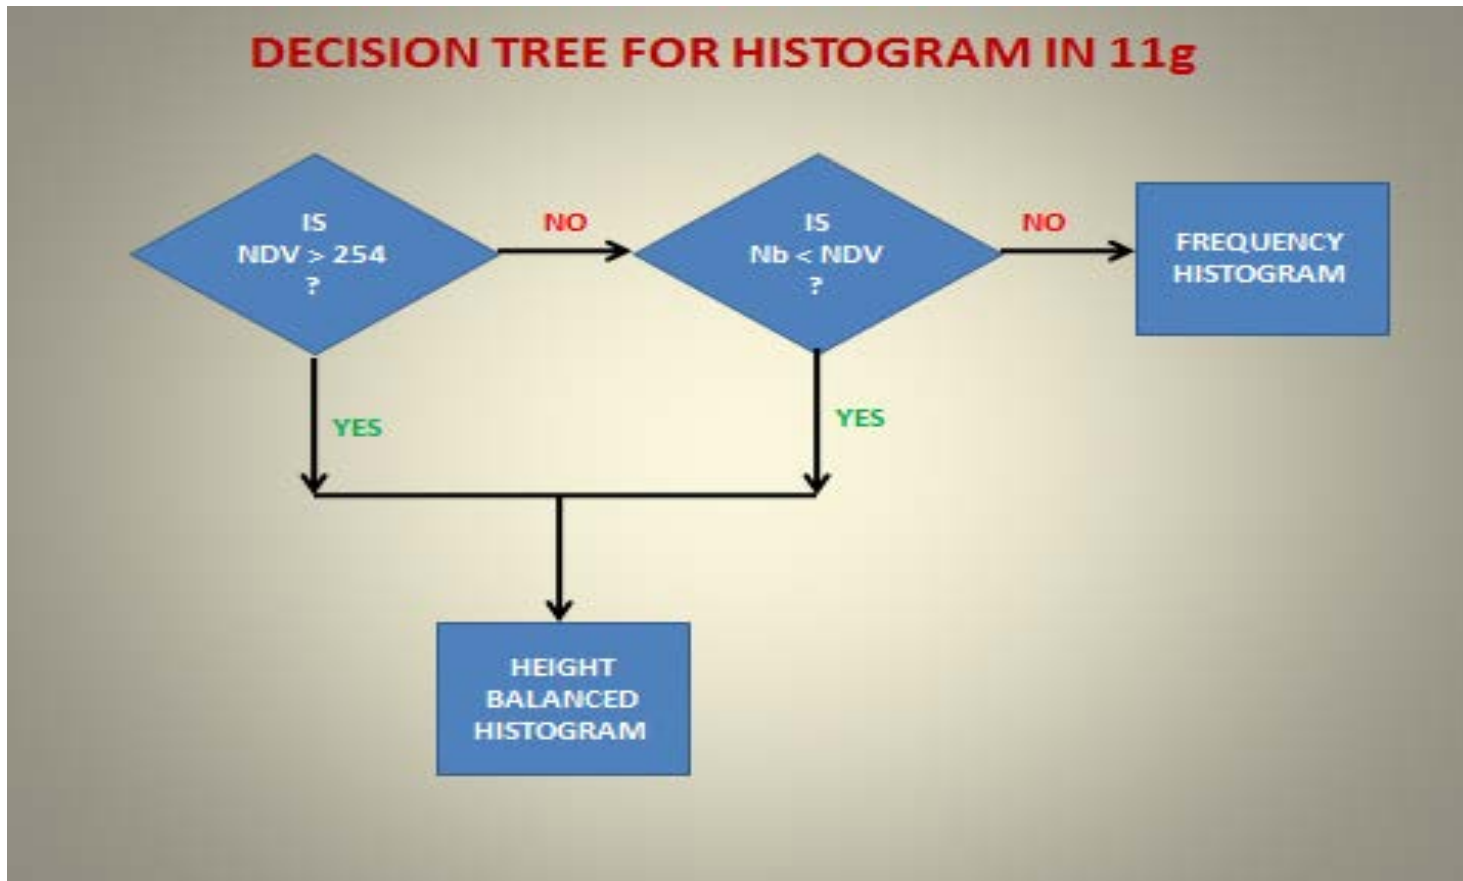 DECISION TREE FOR HISTOGRAM IN 11g
IS
NDV > 254
?
NO
IS
Nb < NDV
?
NO
FREQUENCY
HISTOGRAM
YES
YES
HEIGHT
BALANCED
HISTOGRAM